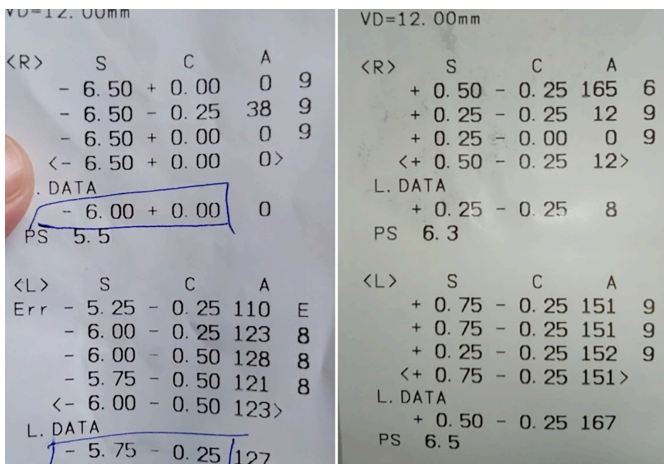 VD=12. 00mm
<R> S C A
- 6. 50 + 0. 00 0 9
- 6. 50 - 0. 25 38 9
- 6. 50 + 0. 00 0 9
<- 6. 50 + 0. 00 0>
. DATA
- 6. 00 + 0. 00 0
PS 5. 5
<L> S C A
Err - 5. 25 - 0. 25 110 E
- 6. 00 - 0. 25 123 8
- 6. 00 - 0. 50 128 8
- 5. 75 - 0. 50 121 8
<- 6. 00 - 0. 50 123>
L. DATA
- 5. 75 - 0. 25 127
VD=12. 00mm
<R> S C A
+ 0. 50 - 0. 25 165 6
+ 0. 25 - 0. 25 12 9
+ 0. 25 - 0. 00 0 9
<+ 0. 50 - 0. 25 12>
L. DATA
+ 0. 25 - 0. 25 8
PS 6. 3
<L> S C A
+ 0. 75 - 0. 25 151 9
+ 0. 75 - 0. 25 151 9
+ 0. 25 - 0. 25 152 9
<+ 0. 75 - 0. 25 151>
L. DATA
+ 0. 50 - 0. 25 167
PS 6. 5